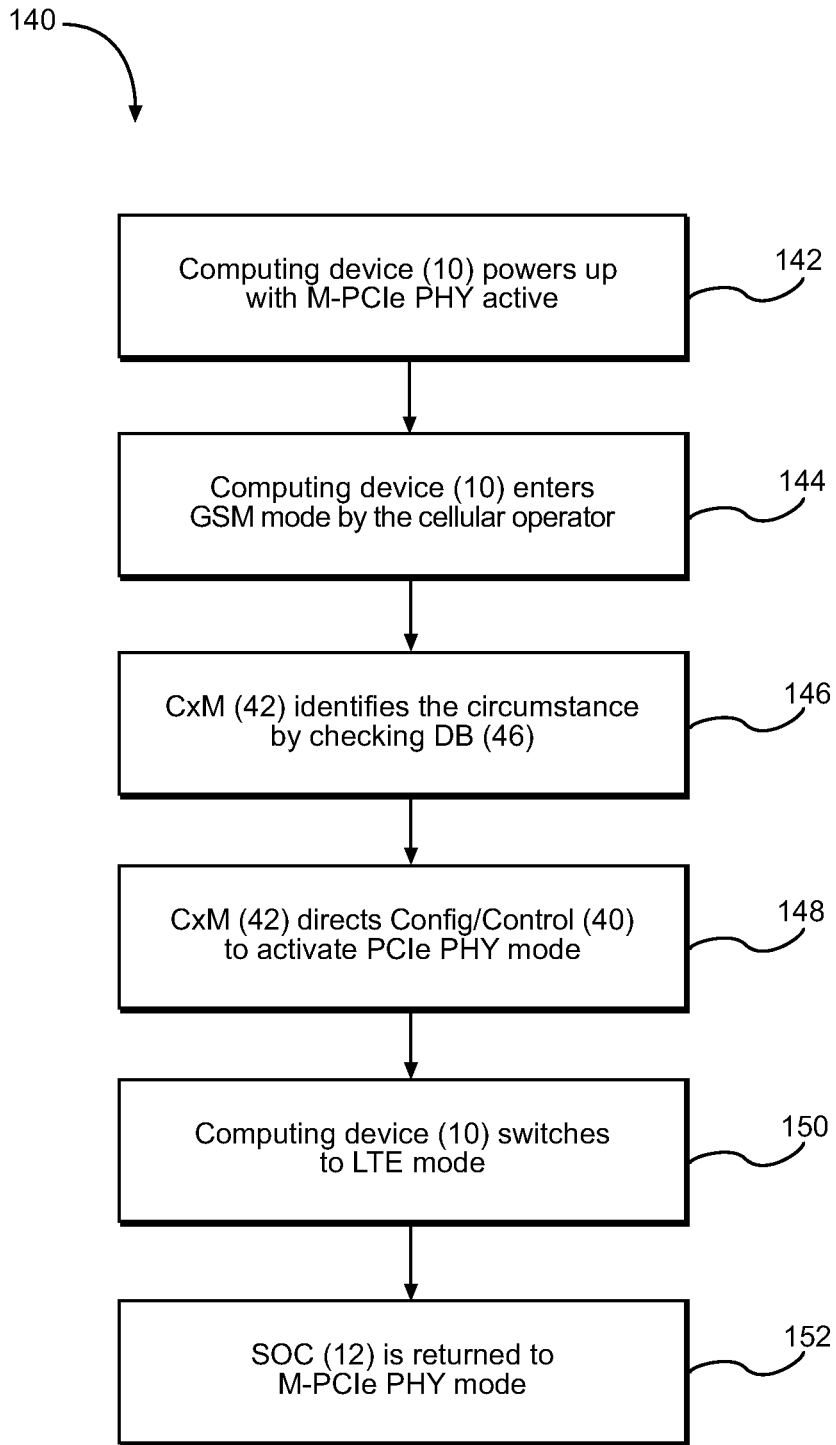 140
Computing device (10) powers up
with M-PCIe PHY active
142
Computing device (10) enters
GSM mode by the cellular operator
144
CxM (42) identifies the circumstance
by checking DB (46)
146
CxM (42) directs Config/Control (40)
to activate PCIe PHY mode
148
Computing device (10) switches
to LTE mode
150
SOC (12) is returned to
M-PCIe PHY mode
152